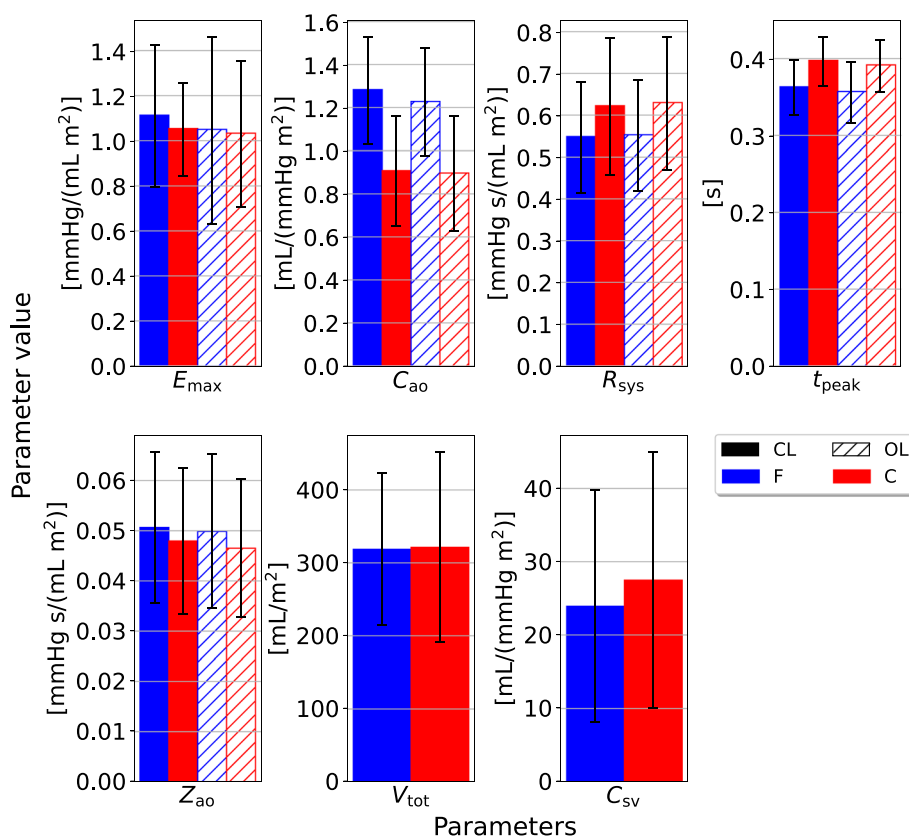 Parameter value
[mmHg/(mL m²)]
1.4
1.2
1.0
0.8
0.6
0.4
0.2
0.0
E_max
[mL/(mmHg m²)]
1.6
1.4
1.2
1.0
0.8
0.6
0.4
0.2
0.0
C_ao
[mmHg s/(mL m²)]
0.8
0.7
0.6
0.5
0.4
0.3
0.2
0.1
0.0
R_sys
[s]
0.4
0.3
0.2
0.1
0.0
t_peak
[mmHg s/(mL m²)]
0.06
0.05
0.04
0.03
0.02
0.01
0.00
Z_ao
[mL/m²]
400
300
200
100
0
V_tot
[mL/(mmHg m²)]
40
30
20
10
0
C_sv
CL OL
F C
Parameters